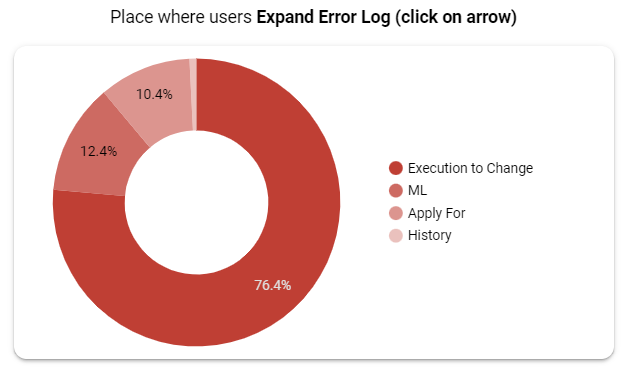 Place where users Expand Error Log (click on arrow)
10.4%
12.4%
76.4%
Execution to Change
ML
Apply For
History